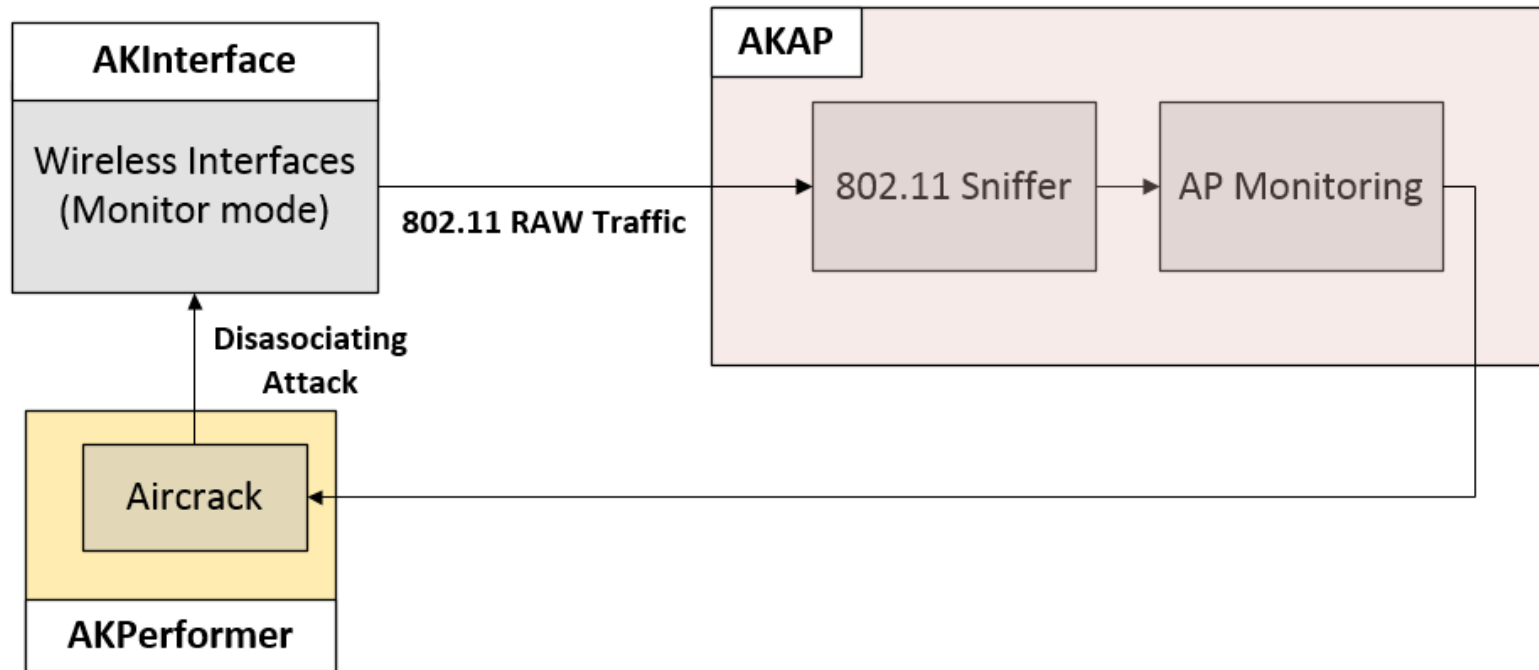 AKInterface
Wireless Interfaces
(Monitor mode)
802.11 RAW Traffic
AKAP
802.11 Sniffer
AP Monitoring
Disasociating
Attack
Aircrack
AKPerformer